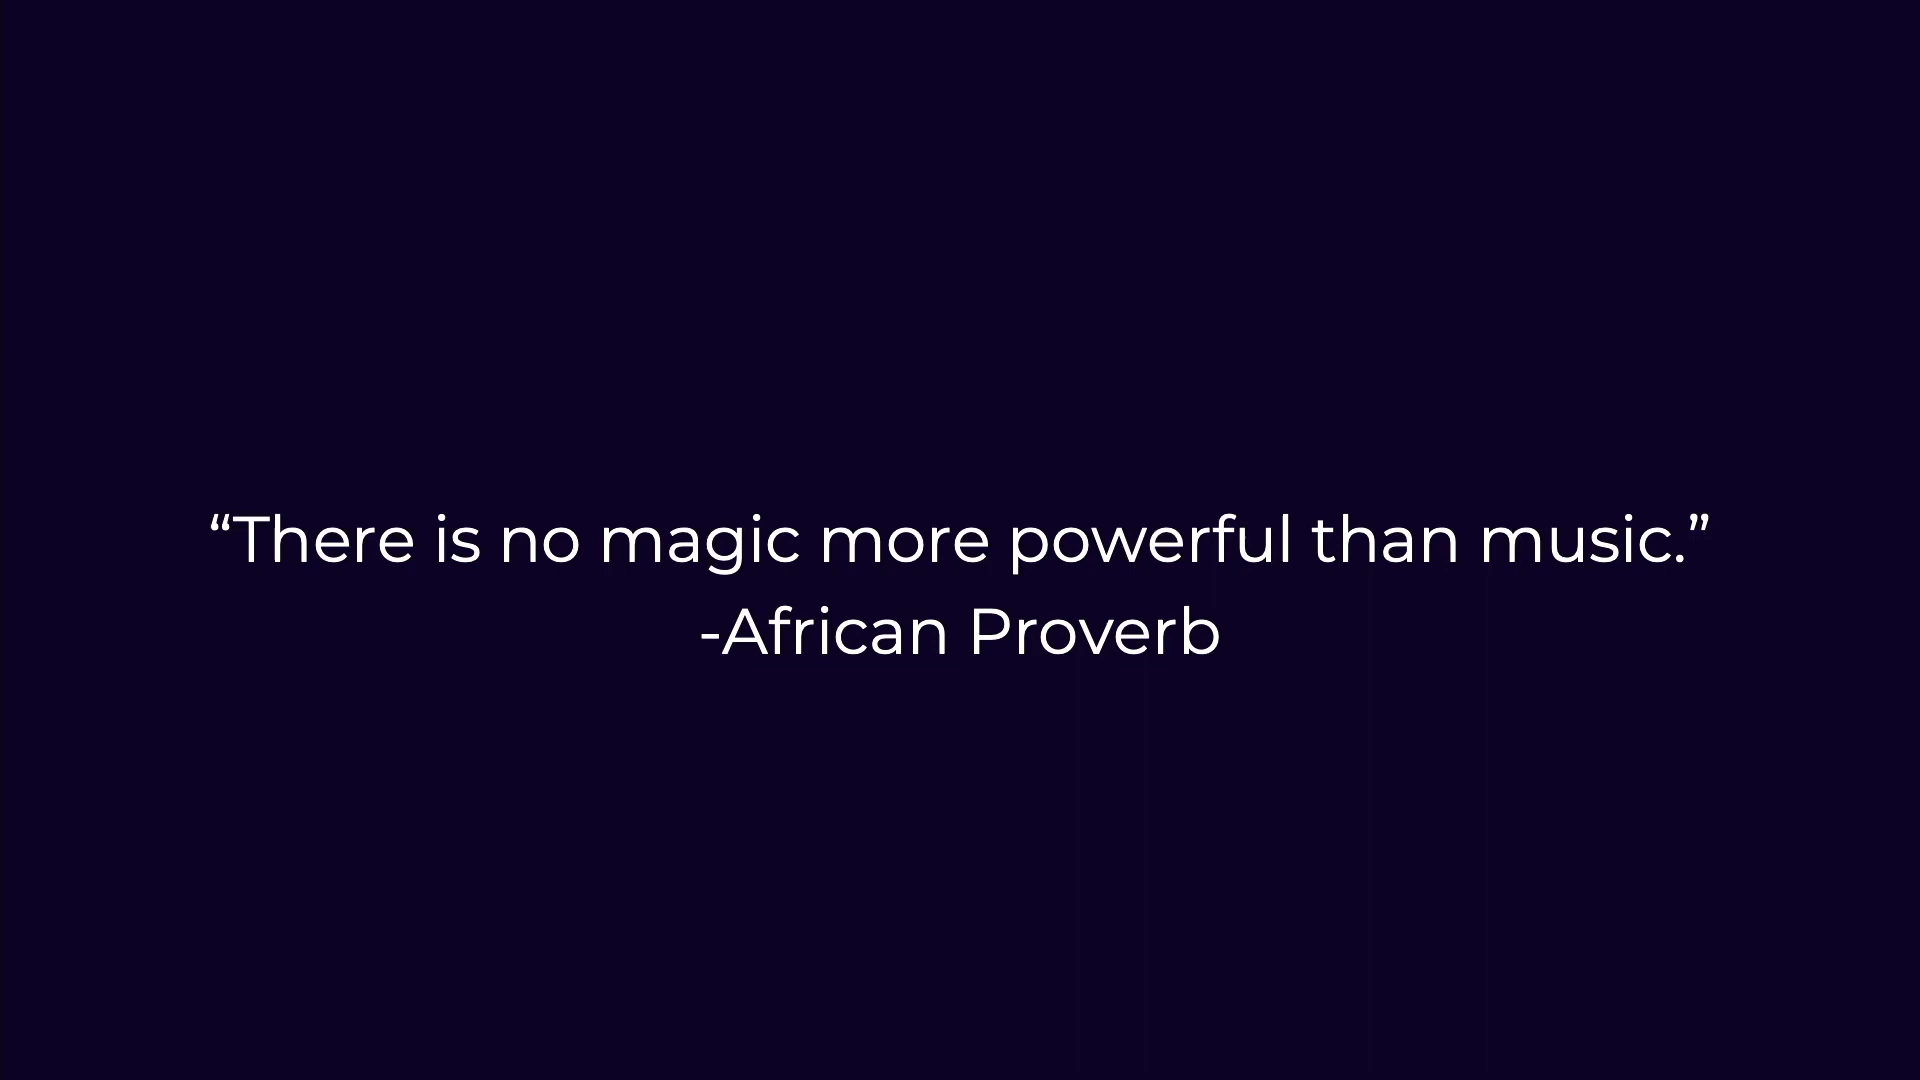 “There is no magic more powerful than music.”
-African Proverb